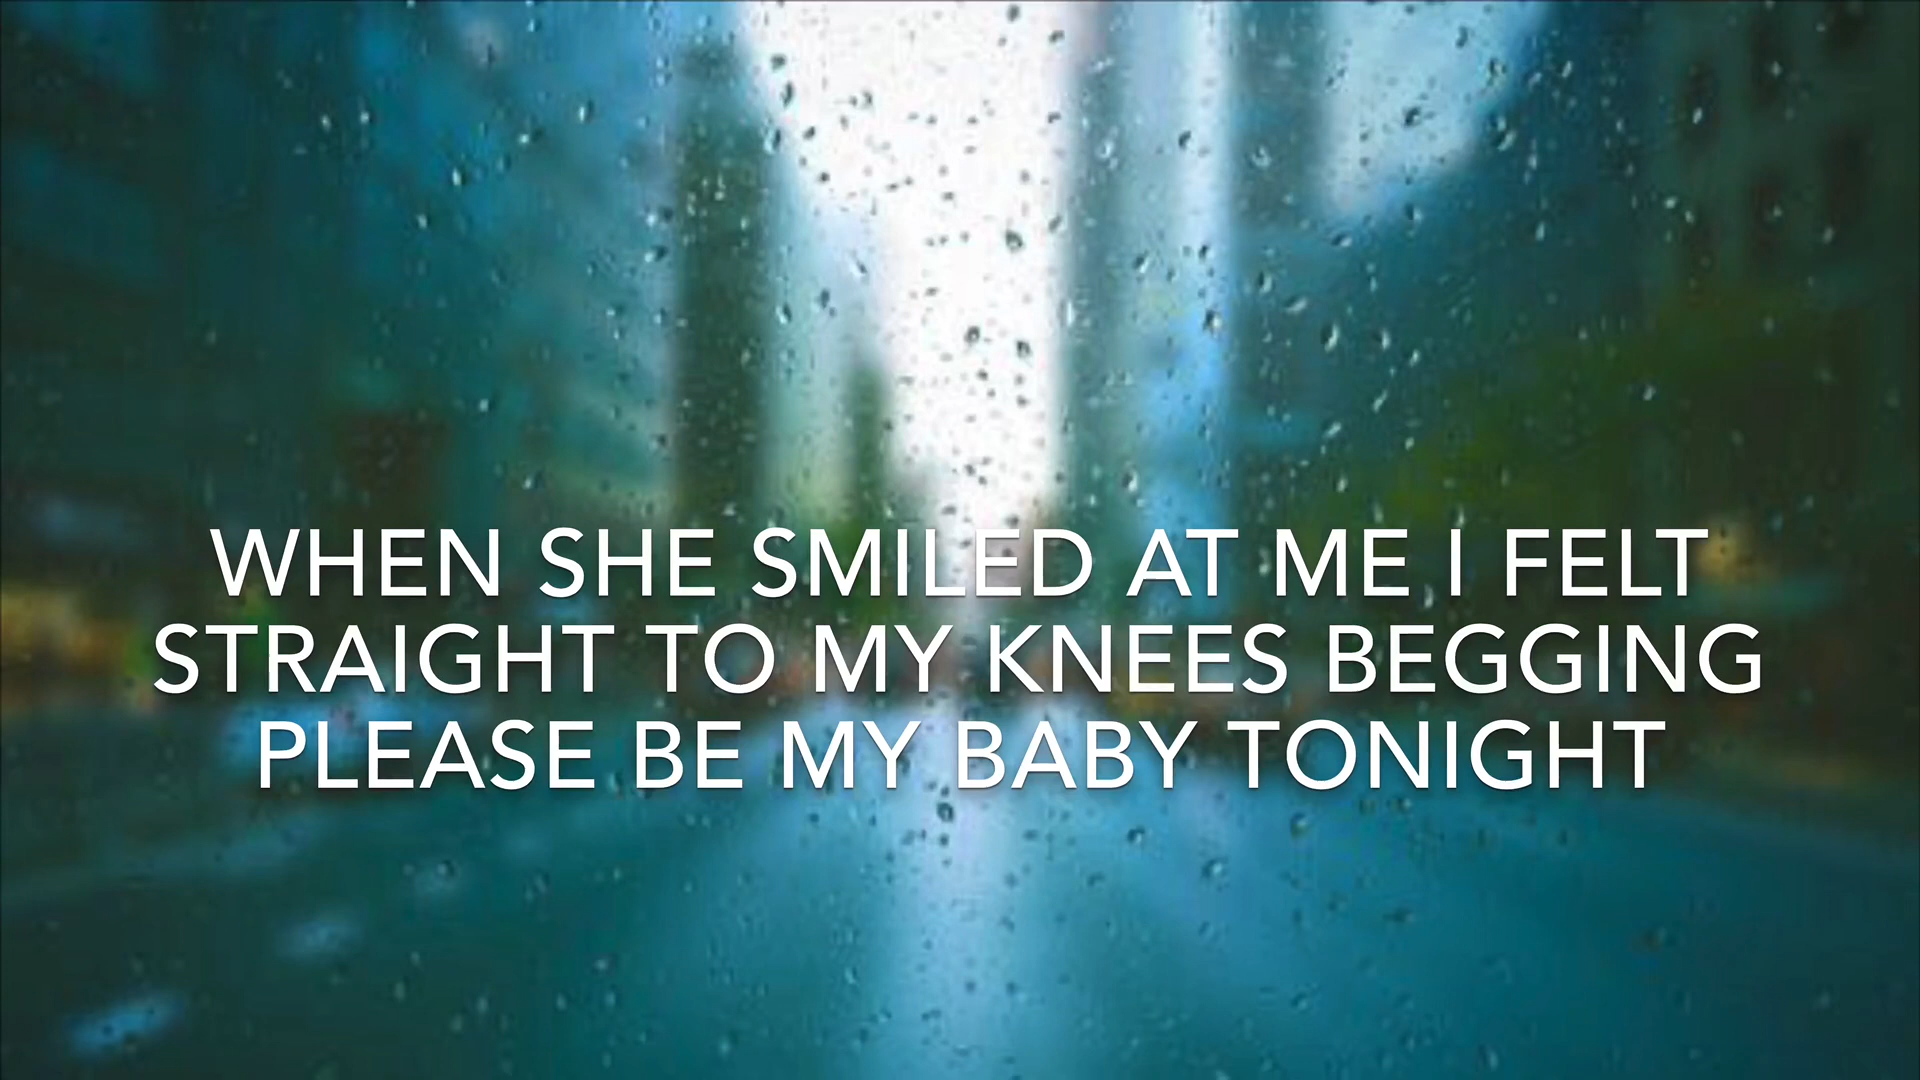 WHEN SHE SMILED AT ME I FELT
STRAIGHT TO MY KNEES BEGGING
PLEASE BE MY BABY TONIGHT